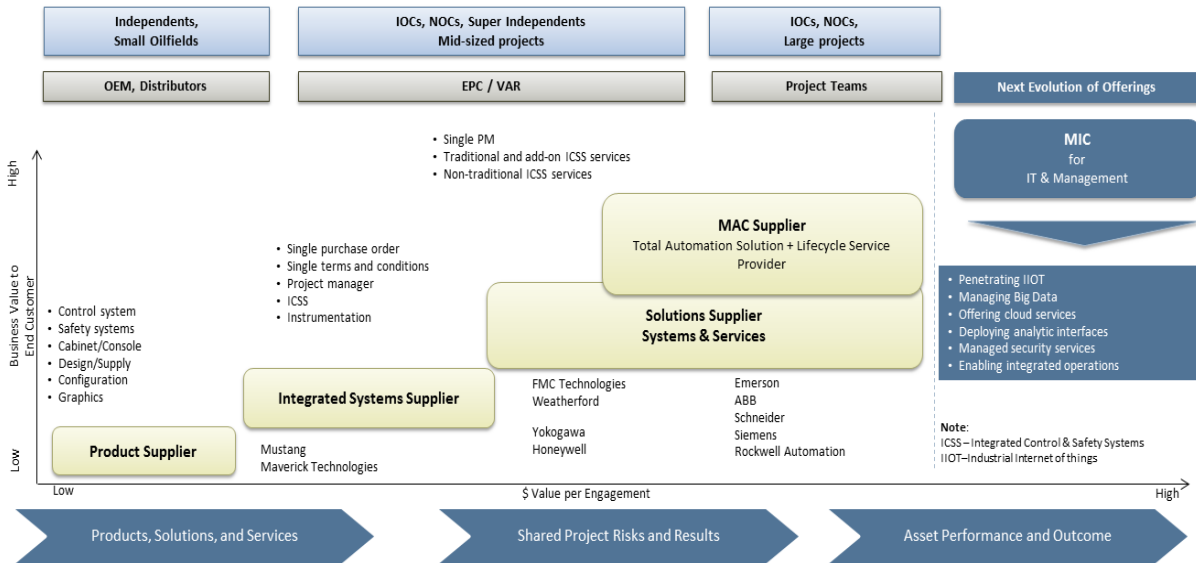 Independents,
Small Oilfields
IOCs, NOCs, Super Independents
Mid-sized projects
IOCs, NOCs,
Large projects
OEM, Distributors
EPC / VAR
Project Teams
Next Evolution of Offerings
MIC
for
IT & Management
• Single PM
• Traditional and add-on ICSS services
• Non-traditional ICSS services
High
MAC Supplier
Total Automation Solution + Lifecycle Service
Provider
• Single purchase order
• Single terms and conditions
• Project manager
• ICSS
• Instrumentation
Business Value to
End Customer
• Control system
• Safety systems
• Cabinet/Console
• Design/Supply
• Configuration
• Graphics
Solutions Supplier
Systems & Services
• Penetrating IIOT
• Managing Big Data
• Offering cloud services
• Deploying analytic interfaces
• Managed security services
• Enabling integrated operations
Integrated Systems Supplier
FMC Technologies
Weatherford
Yokogawa
Honeywell
Emerson
ABB
Schneider
Siemens
Rockwell Automation
Product Supplier
Mustang
Maverick Technologies
Note:
ICSS – Integrated Control & Safety Systems
IIOT–Industrial Internet of things
Low
Low
$ Value per Engagement
High
Products, Solutions, and Services
Shared Project Risks and Results
Asset Performance and Outcome